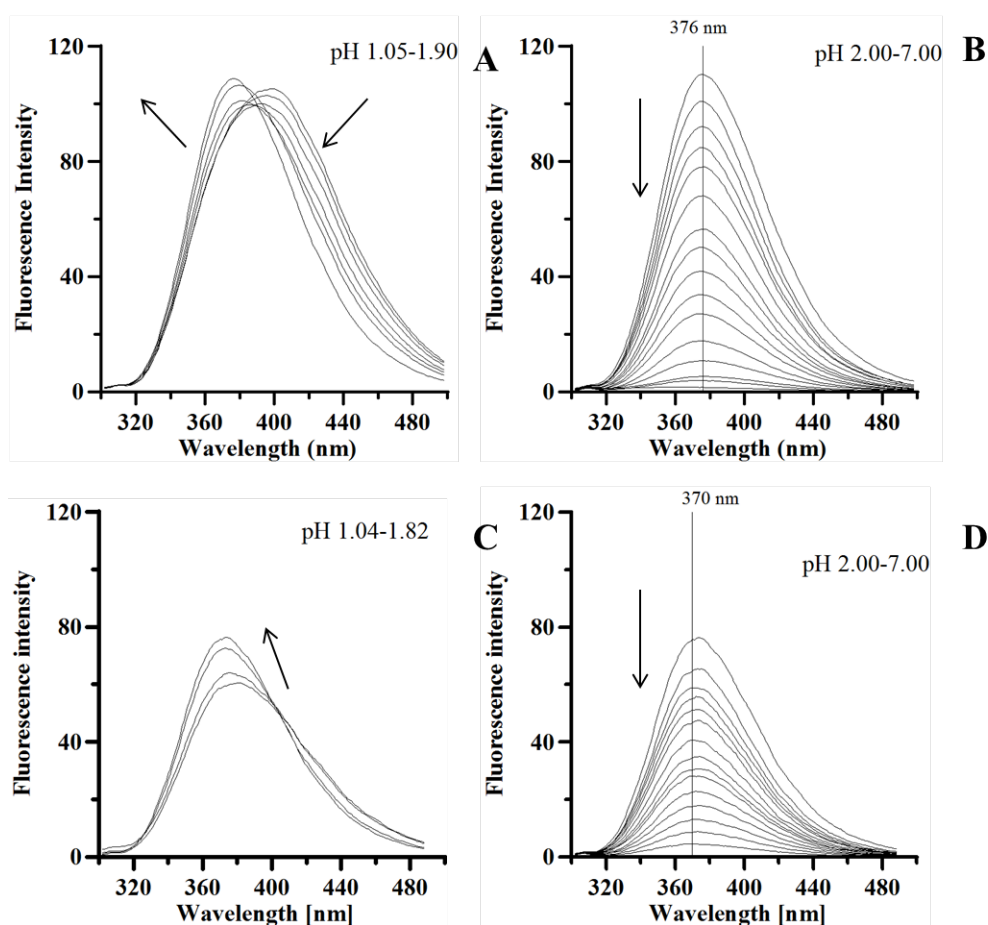 120
80
40
0
Fluorescence Intensity
pH 1.05-1.90
A
320 360 400 440 480
Wavelength (nm)
376 nm
120
80
40
0
Fluorescence Intensity
pH 2.00-7.00
B
320 360 400 440 480
Wavelength (nm)
120
80
40
0
Fluorescence intensity
pH 1.04-1.82
C
320 360 400 440 480
Wavelength [nm]
370 nm
120
80
40
0
Fluorescence intensity
pH 2.00-7.00
D
320 360 400 440 480
Wavelength [nm]